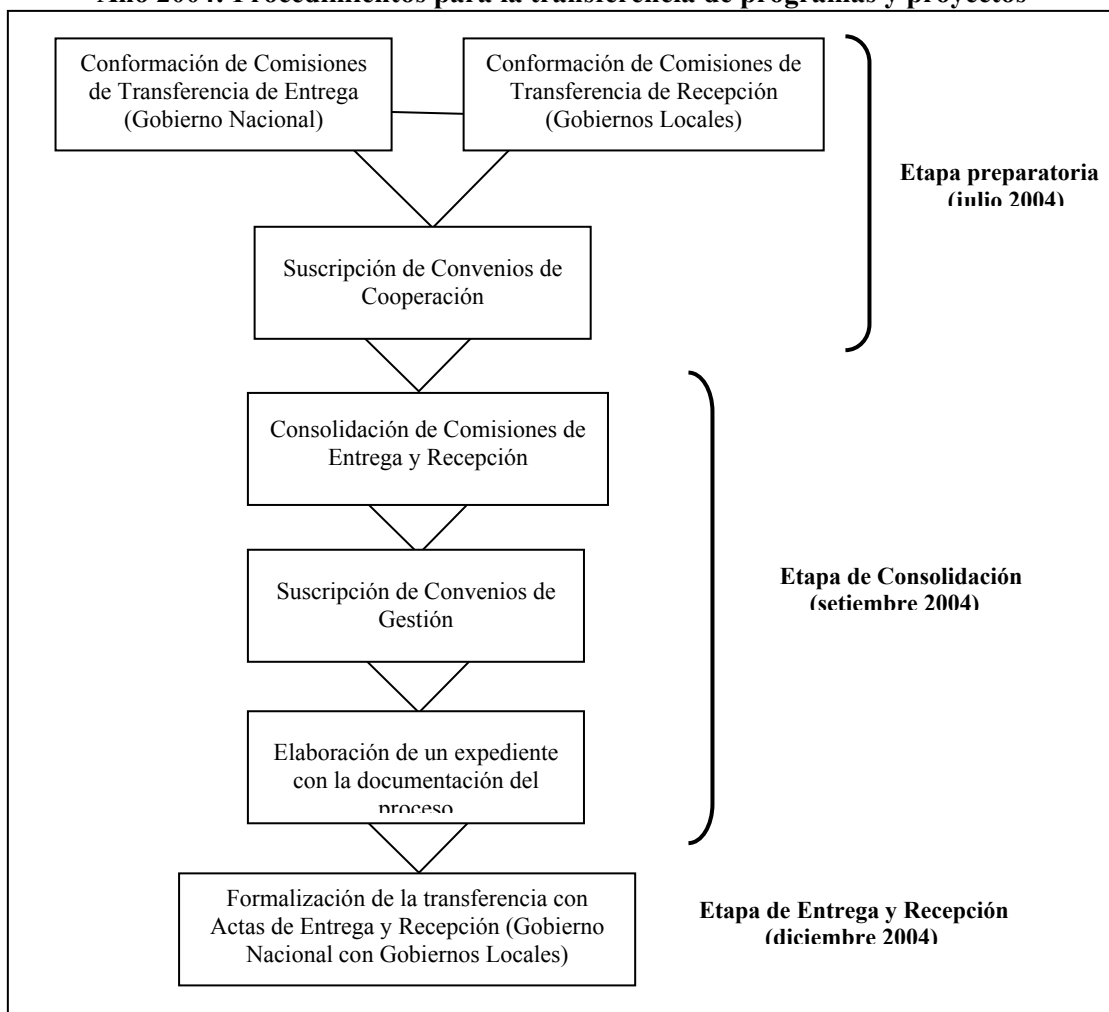 Año 2004: Procedimientos para la transferencia de programas y proyectos
Conformación de Comisiones
de Transferencia de Entrega
(Gobierno Nacional)
Conformación de Comisiones de
Transferencia de Recepción
(Gobiernos Locales)
Etapa preparatoria
(julio 2004)
Suscripción de Convenios de
Cooperación
Consolidación de Comisiones de
Entrega y Recepción
Suscripción de Convenios de
Gestión
Etapa de Consolidación
(setiembre 2004)
Elaboración de un expediente
con la documentación del
proceso
Formalización de la transferencia con
Actas de Entrega y Recepción (Gobierno
Nacional con Gobiernos Locales)
Etapa de Entrega y Recepción
(diciembre 2004)